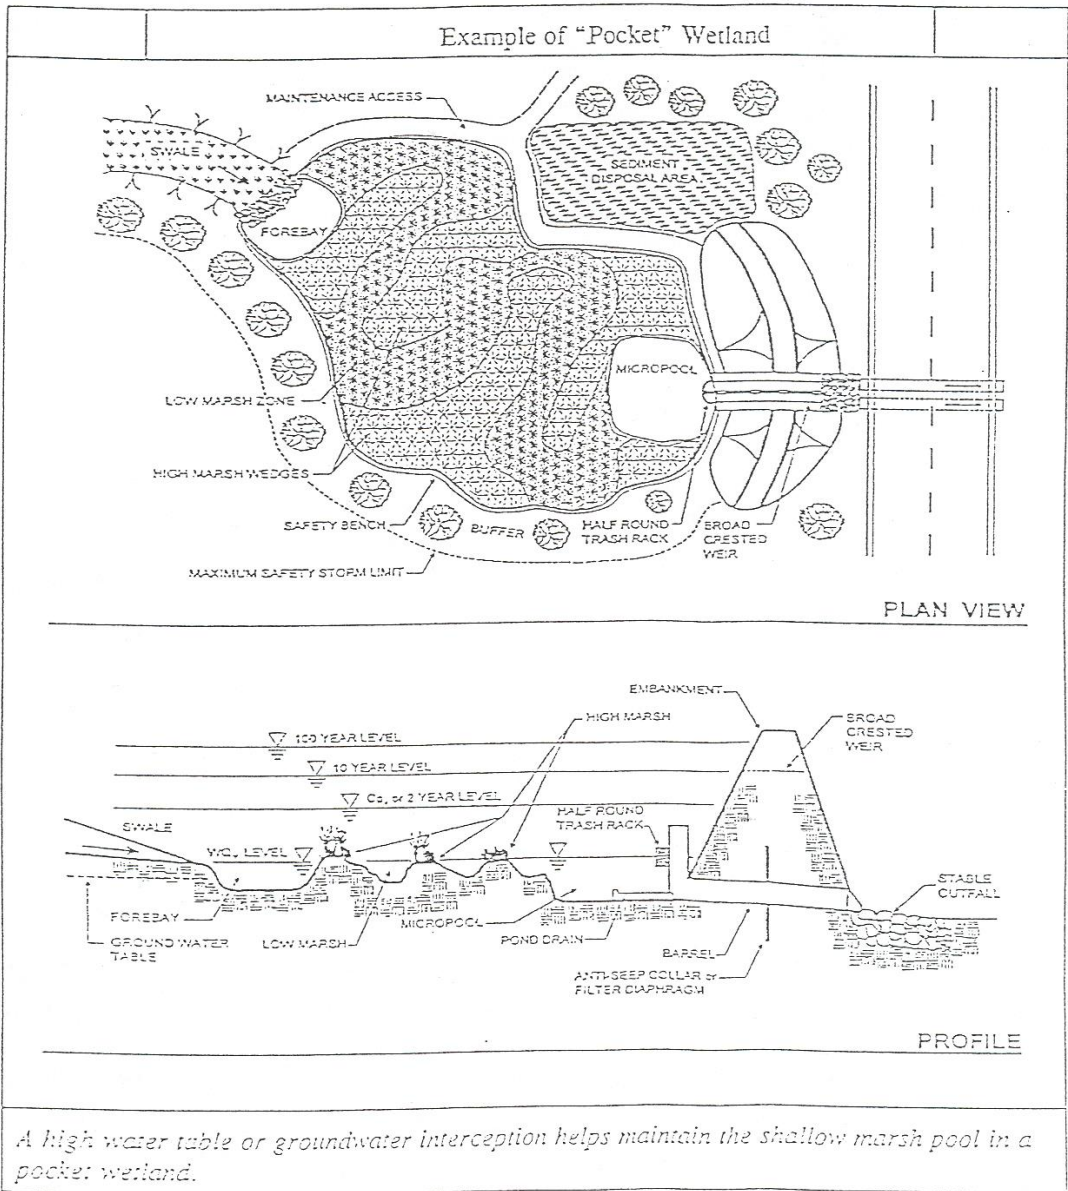 Example of "Pocket" Wetland
MAINTENANCE ACCESS
SWALE
SEDIMENT
DISPOSAL AREA
FOREBAY
MICROPOOL
LOW MARSH ZONE
HIGH MARSH WEDGES
SAFETY BENCH
BUFFER
HALF ROUND
TRASH RACK
BROAD
CRESTED
WEIR
MAXIMUM SAFETY STORM LIMIT
PLAN VIEW
EMBANKMENT
HIGH MARSH
BROAD
CRESTED
WEIR
100 YEAR LEVEL
10 YEAR LEVEL
or 2 YEAR LEVEL
HALF ROUND
TRASH RACK
SWALE
LEVEL
STABLE
OUTFALL
FOREBAY
MICROPOOL
GROUND WATER
TABLE
LOW MARSH
POND DRAIN
BARREL
ANTI-SEEP COLLAR or
FILTER DIAPHRAGM
PROFILE
A high water table or groundwater interception helps maintain the shallow marsh pool in a
pocket wetland.